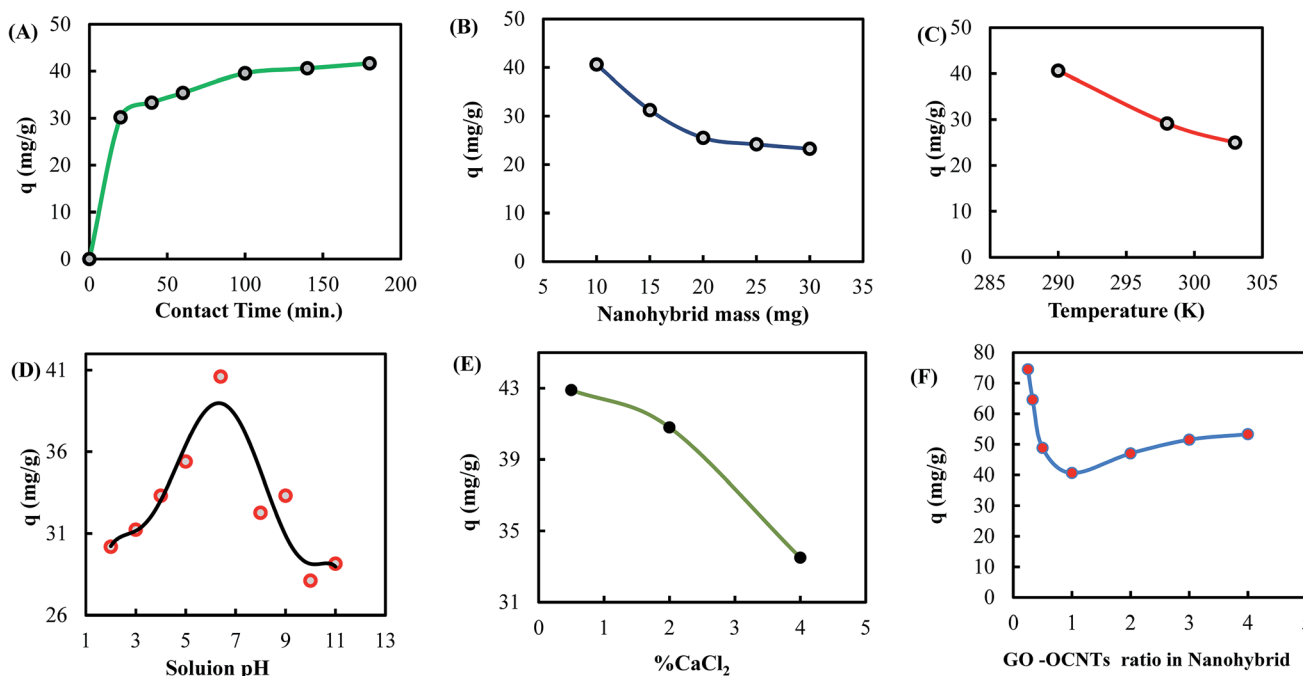 (A)
50
40
30
20
10
0
q (mg/g)
0 50 100 150 200
Contact Time (min.)
(B)
50
40
30
20
10
0
q (mg/g)
5 10 15 20 25 30 35
Nanohybrid mass (mg)
(C)
50
40
30
20
10
0
q (mg/g)
285 290 295 300 305
Temperature (K)
(D)
41
36
31
26
q (mg/g)
1 3 5 7 9 11 13
Soluion pH
(E)
43
39
35
31
q (mg/g)
0 1 2 3 4 5
%CaCl₂
(F)
80
70
60
50
40
30
20
10
0
q (mg/g)
0 1 2 3 4
GO -OCNTs ratio in Nanohybrid